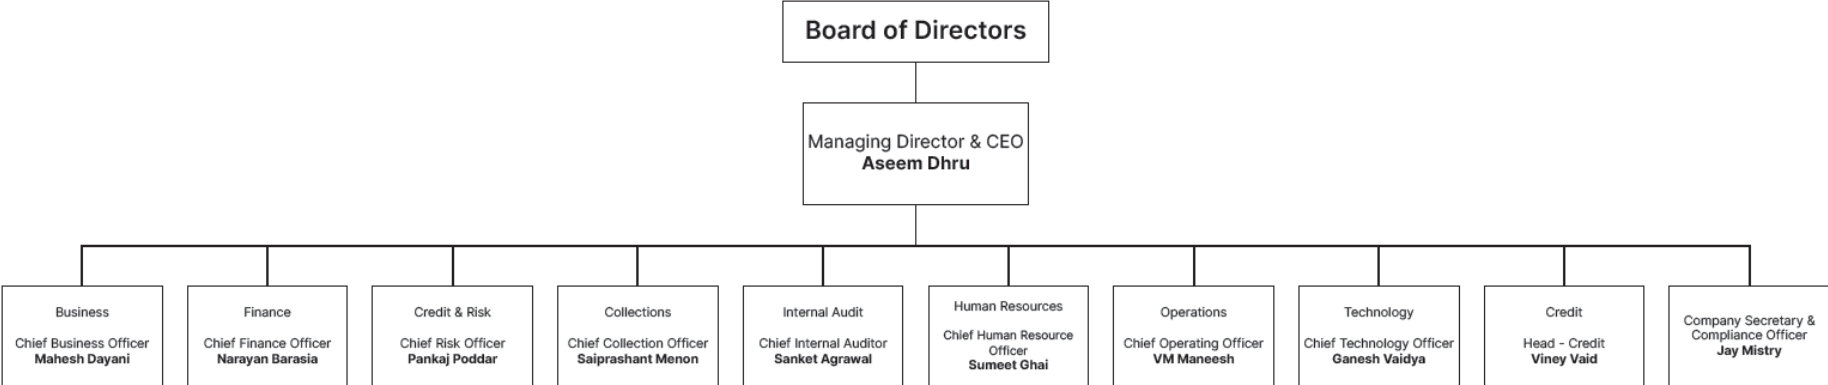 Board of Directors
Managing Director & CEO
Aseem Dhru
Business
Chief Business Officer
Mahesh Dayani
Finance
Chief Finance Officer
Narayan Barasia
Credit & Risk
Chief Risk Officer
Pankaj Poddar
Collections
Chief Collection Officer
Saiprashant Menon
Internal Audit
Chief Internal Auditor
Sanket Agrawal
Human Resources
Chief Human Resource
Officer
Sumeet Ghai
Operations
Chief Operating Officer
VM Maneesh
Technology
Chief Technology Officer
Ganesh Vaidya
Credit
Head - Credit
Viney Vaid
Company Secretary &
Compliance Officer
Jay Mistry